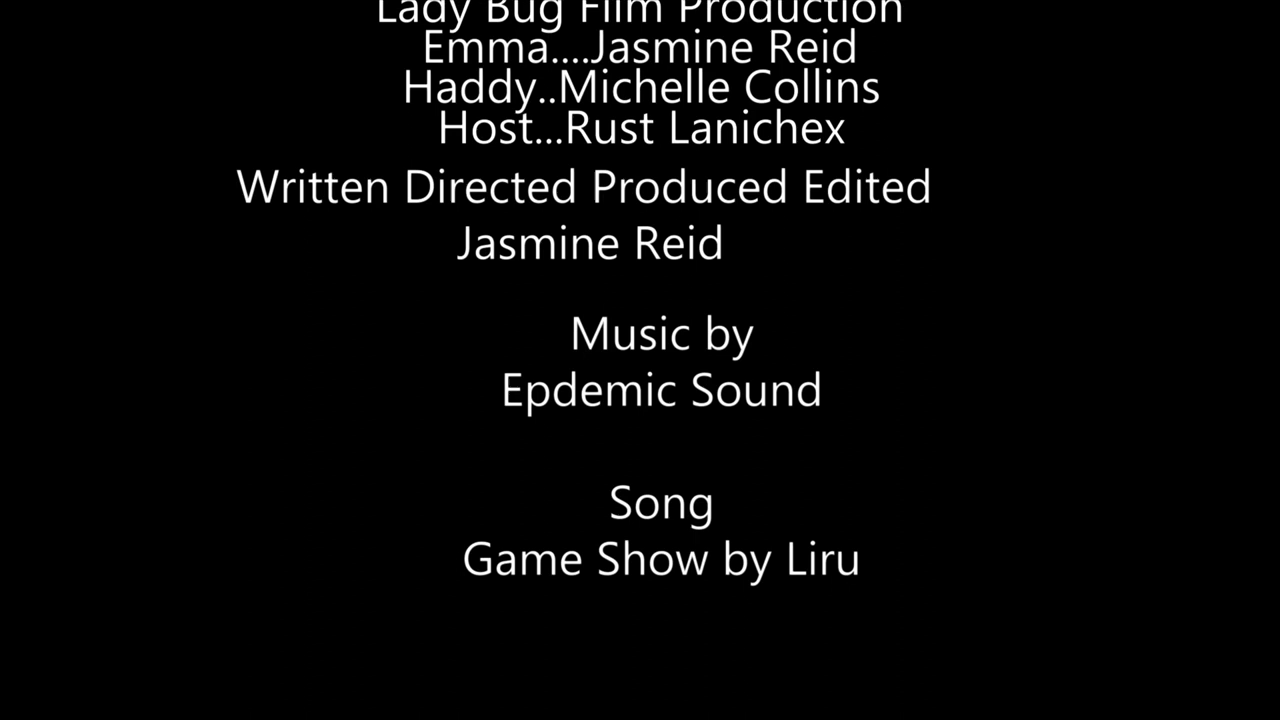 Lady Bug Film Production
Emma....Jasmine Reid
Haddy..Michelle Collins
Host...Rust Lanichex
Written Directed Produced Edited
Jasmine Reid
Music by
Epdemic Sound
Song
Game Show by Liru